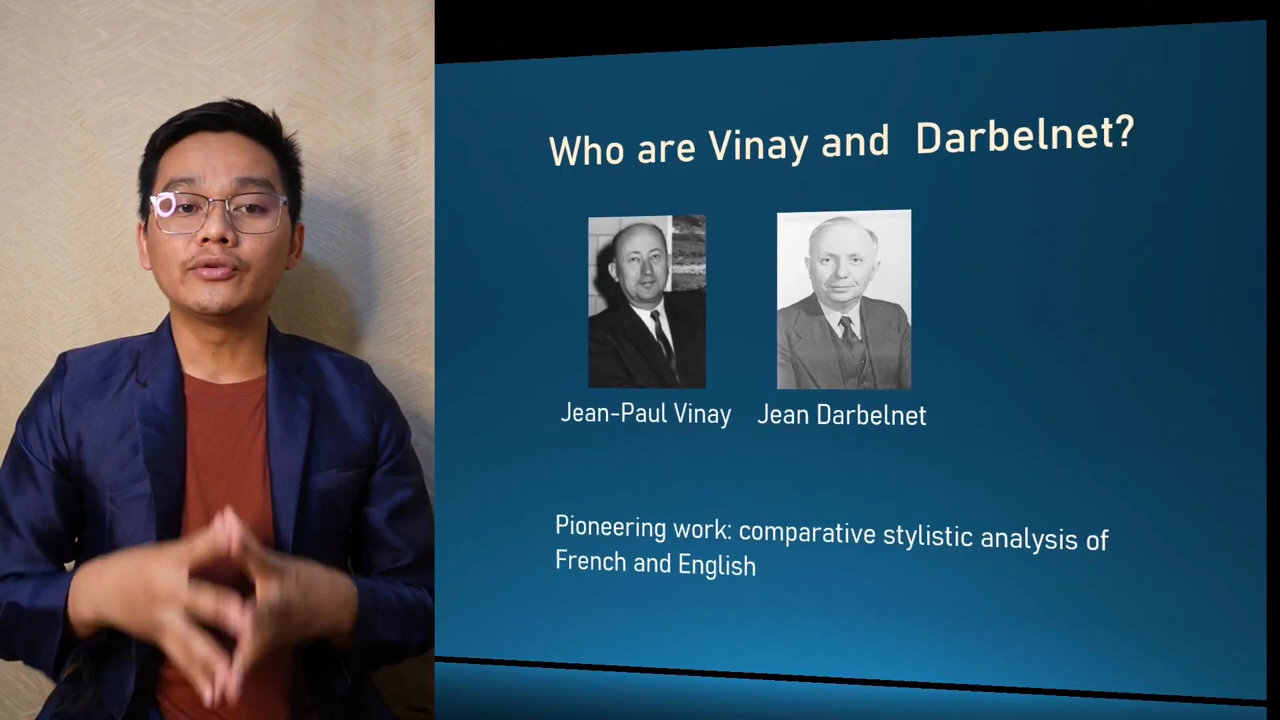 Who are Vinay and Darbelnet?
Jean-Paul Vinay
Jean Darbelnet
Pioneering work: comparative stylistic analysis of
French and English